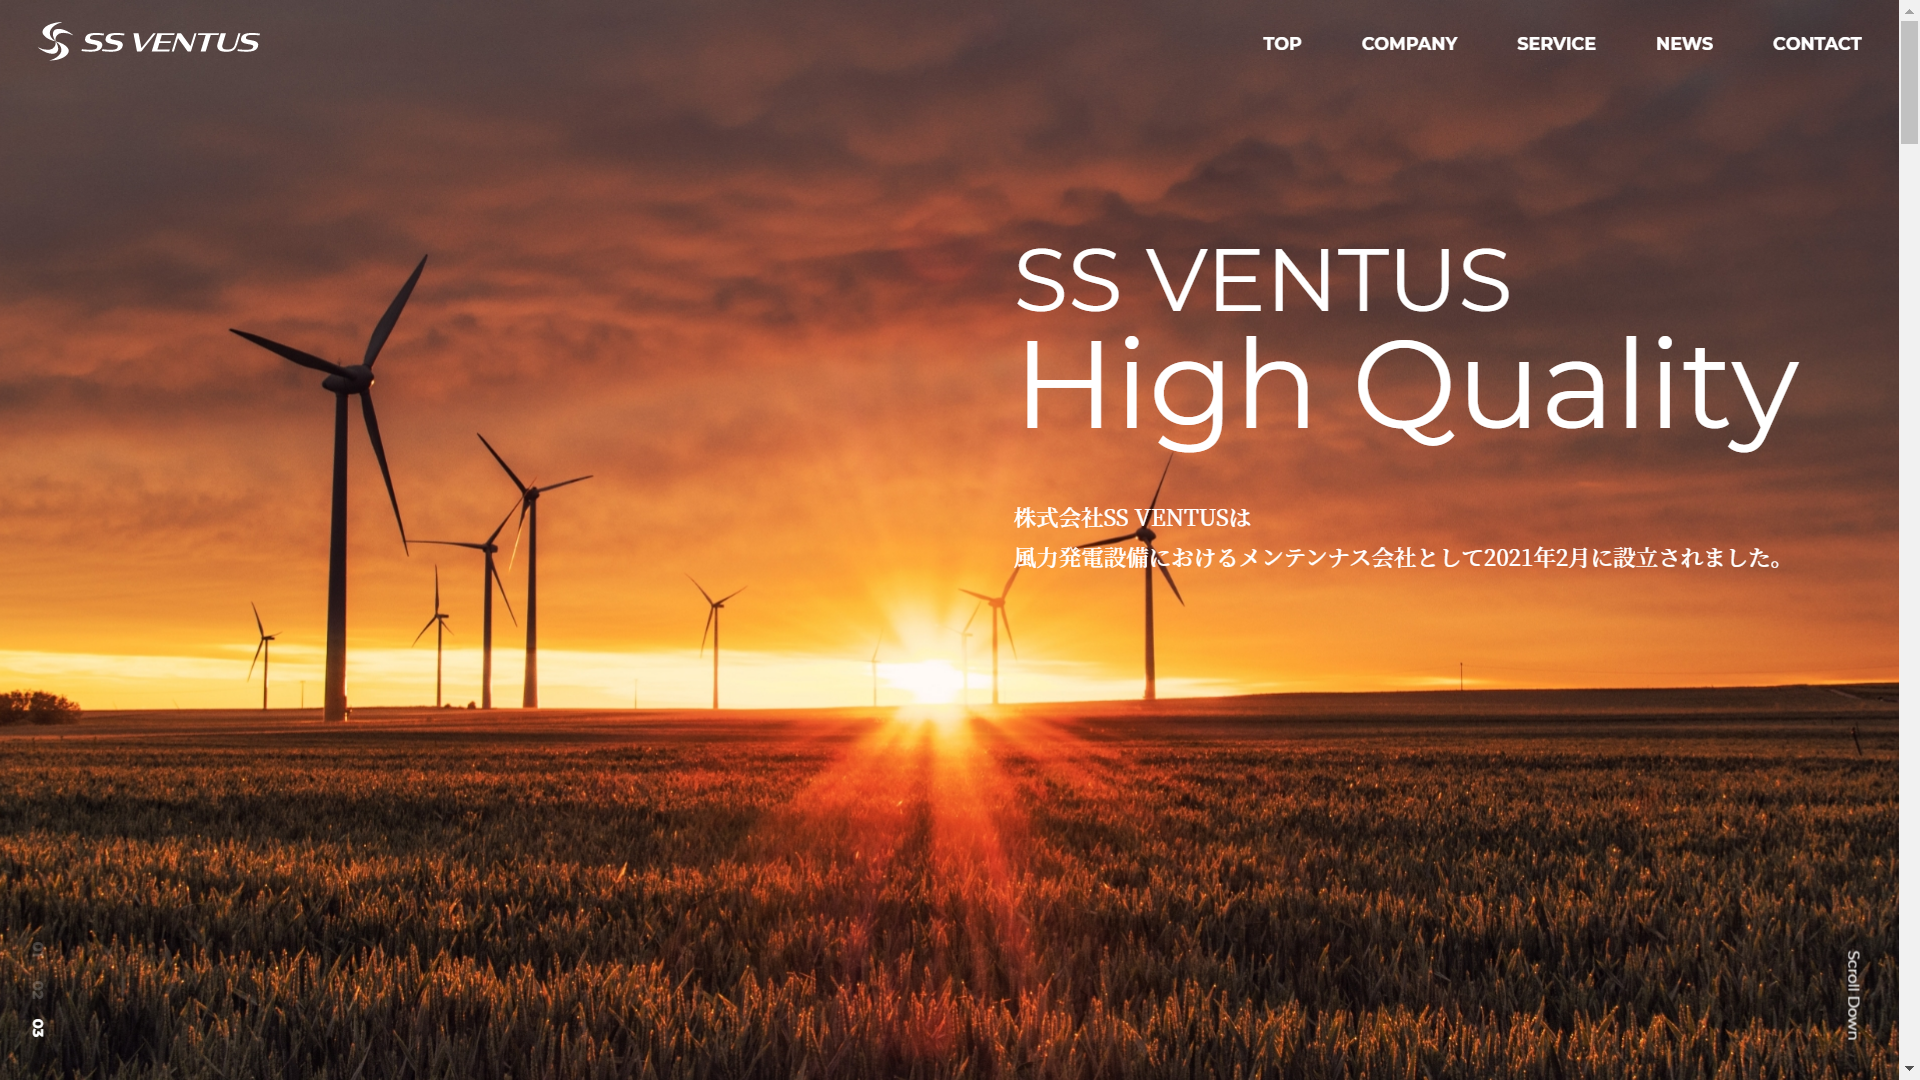 SS VENTUS
TOP
COMPANY
SERVICE
NEWS
CONTACT
SS VENTUS
High Quality
株式会社SS VENTUSは
風力発電設備におけるメンテンナス会社として2021年2月に設立されました。
01
02
03
Scroll Down